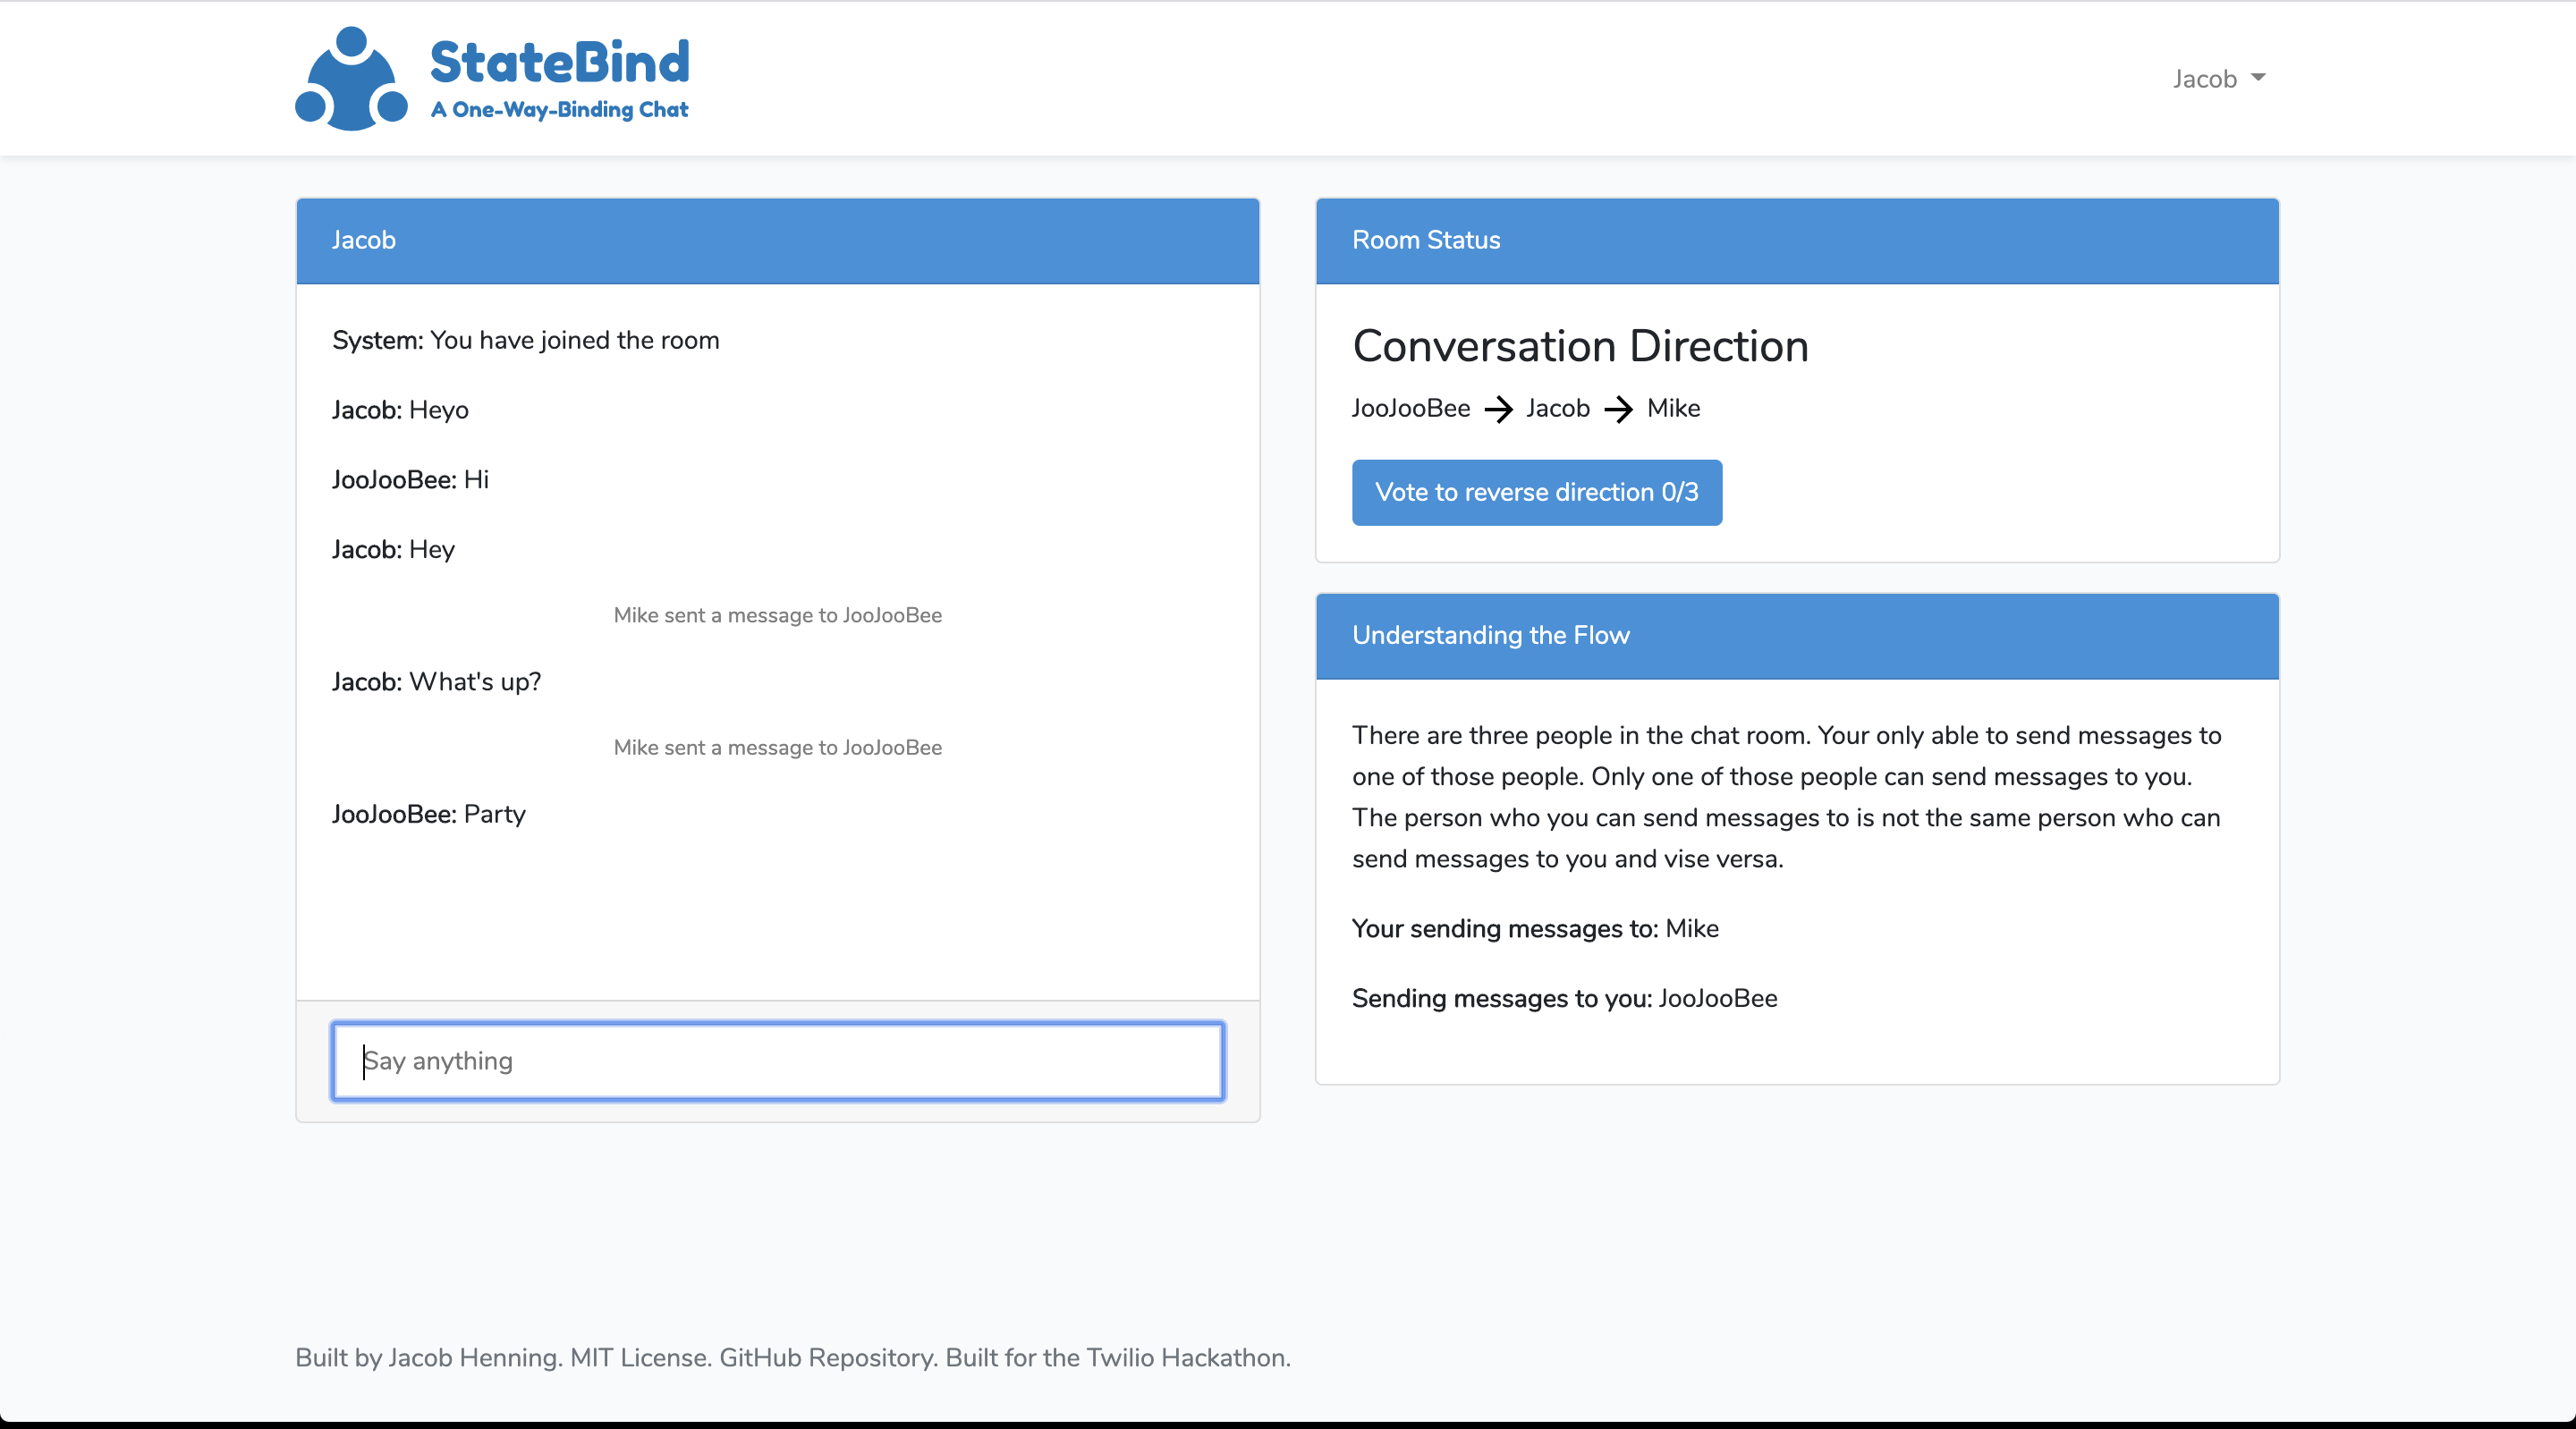 StateBind
A One-Way-Binding Chat
Jacob
Jacob
System: You have joined the room
Jacob: Heyo
JooJooBee: Hi
Jacob: Hey
Mike sent a message to JooJooBee
Jacob: What's up?
Mike sent a message to JooJooBee
JooJooBee: Party
Say anything
Room Status
Conversation Direction
JooJooBee → Jacob → Mike
Vote to reverse direction 0/3
Understanding the Flow
There are three people in the chat room. Your only able to send messages to
one of those people. Only one of those people can send messages to you.
The person who you can send messages to is not the same person who can
send messages to you and vise versa.
Your sending messages to: Mike
Sending messages to you: JooJooBee
Built by Jacob Henning. MIT License. GitHub Repository. Built for the Twilio Hackathon.